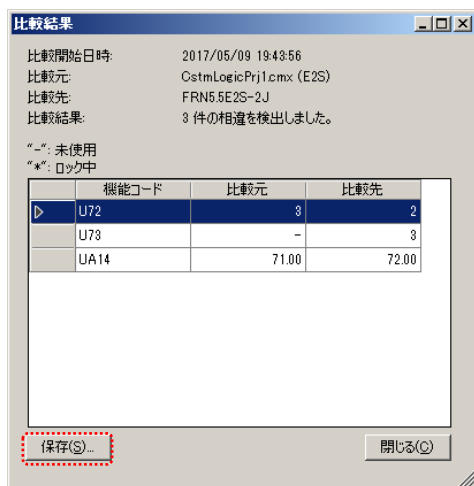 比較結果
比較開始日時: 2017/05/09 19:43:56
比較元: CstmLogicPrj1.cmx (E2S)
比較先: FRN5.5E2S-2J
比較結果: 3 件の相違を検出しました。
"-": 未使用
"*": ロック中
機能コード 比較元 比較先
U72 3 2
U73 - 3
UA14 71.00 72.00
保存(S)... 閉じる(C)